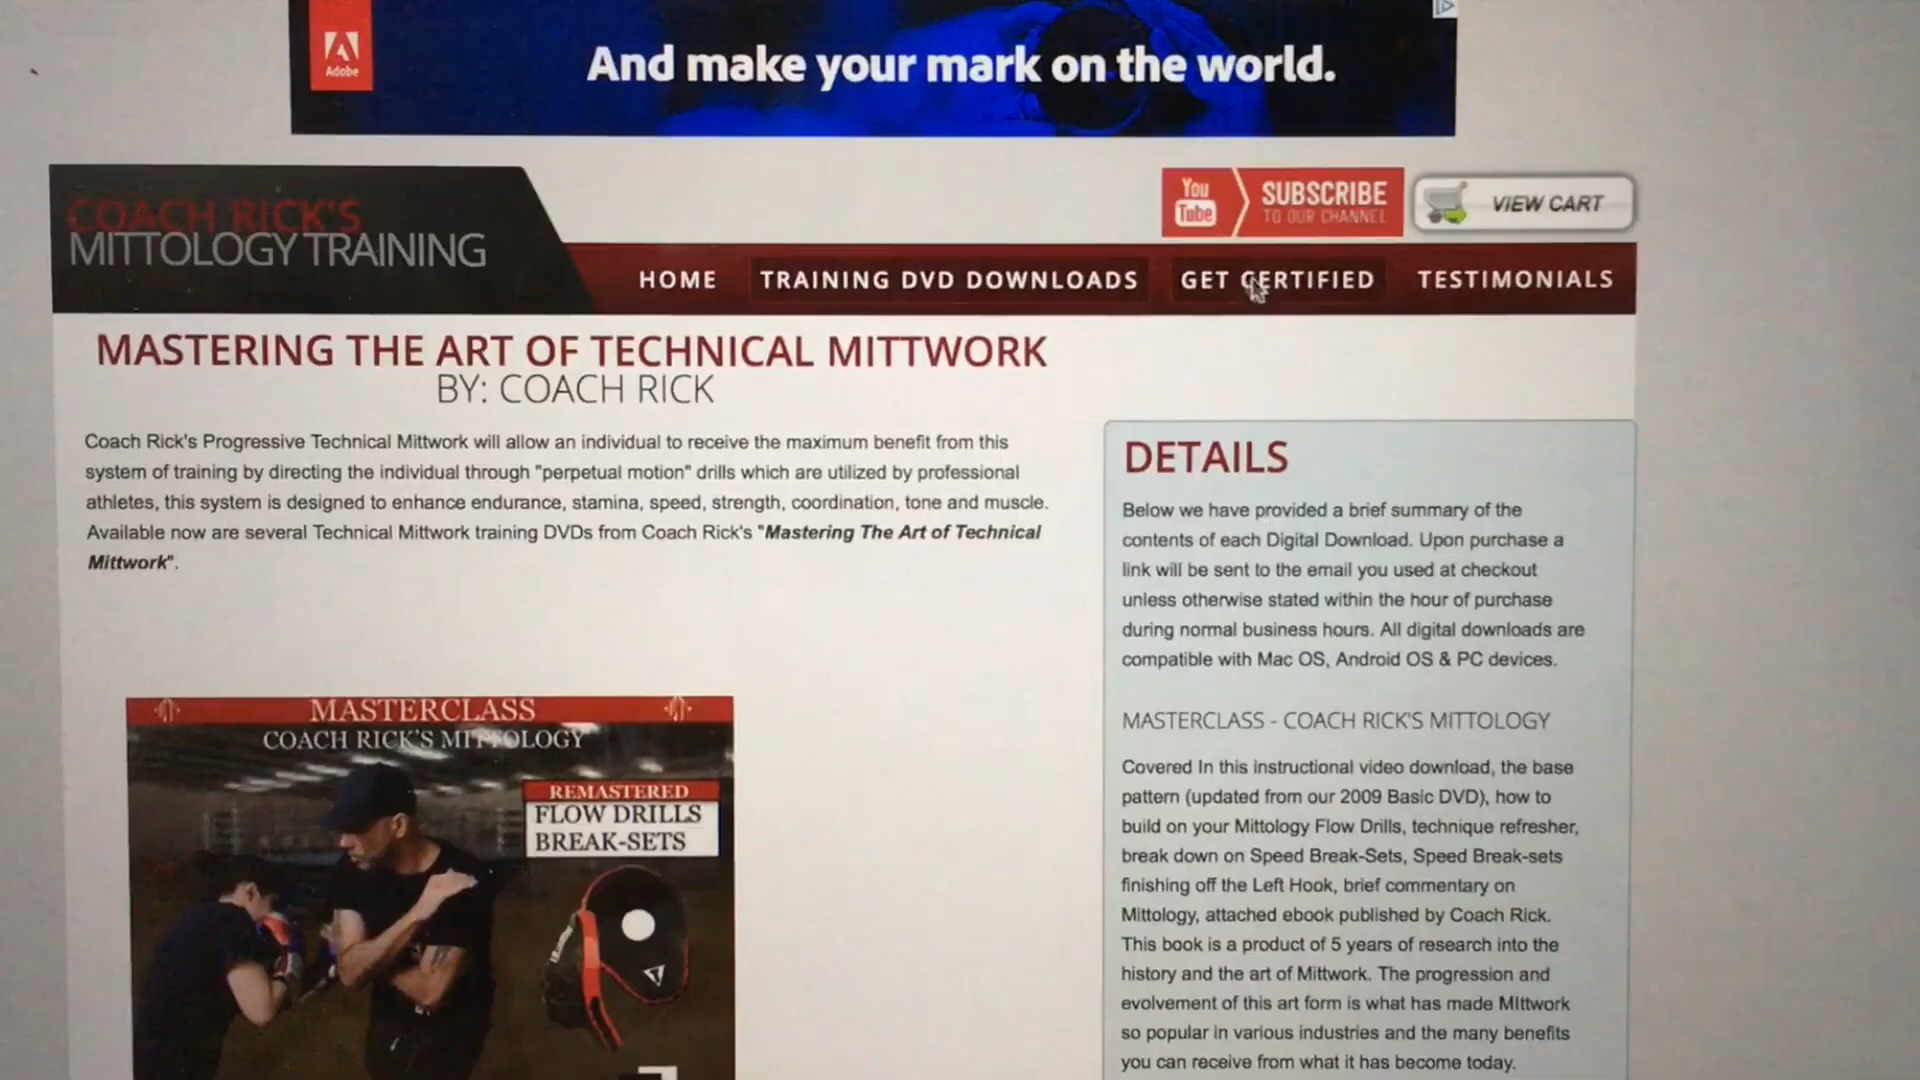 Adobe
And make your mark on the world.
COACH RICK'S
MITTOLOGY TRAINING
You
Tube
SUBSCRIBE
TO OUR CHANNEL
VIEW CART
HOME
TRAINING DVD DOWNLOADS
GET CERTIFIED
TESTIMONIALS
MASTERING THE ART OF TECHNICAL MITTWORK
BY: COACH RICK
Coach Rick's Progressive Technical Mittwork will allow an individual to receive the maximum benefit from this
system of training by directing the individual through "perpetual motion" drills which are utilized by professional
athletes, this system is designed to enhance endurance, stamina, speed, strength, coordination, tone and muscle.
Available now are several Technical Mittwork training DVDs from Coach Rick's "Mastering The Art of Technical
Mittwork".
MASTERCLASS
COACH RICK'S MITTOLOGY
REMASTERED
FLOW DRILLS
BREAK-SETS
DETAILS
Below we have provided a brief summary of the
contents of each Digital Download. Upon purchase a
link will be sent to the email you used at checkout
unless otherwise stated within the hour of purchase
during normal business hours. All digital downloads are
compatible with Mac OS, Android OS & PC devices.
MASTERCLASS - COACH RICK'S MITTOLOGY
Covered In this instructional video download, the base
pattern (updated from our 2009 Basic DVD), how to
build on your Mittology Flow Drills, technique refresher,
break down on Speed Break-Sets, Speed Break-sets
finishing off the Left Hook, brief commentary on
Mittology, attached ebook published by Coach Rick.
This book is a product of 5 years of research into the
history and the art of Mittwork. The progression and
evolvement of this art form is what has made MIttwork
so popular in various industries and the many benefits
you can receive from what it has become today.